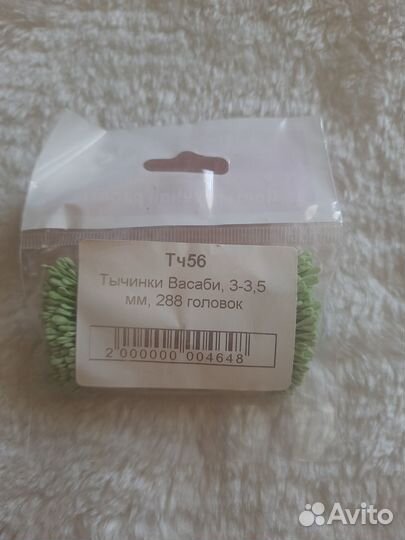 Тч56
Тычинки Васаби, 3-3,5
мм, 288 головок
2 000000 004648
Avito